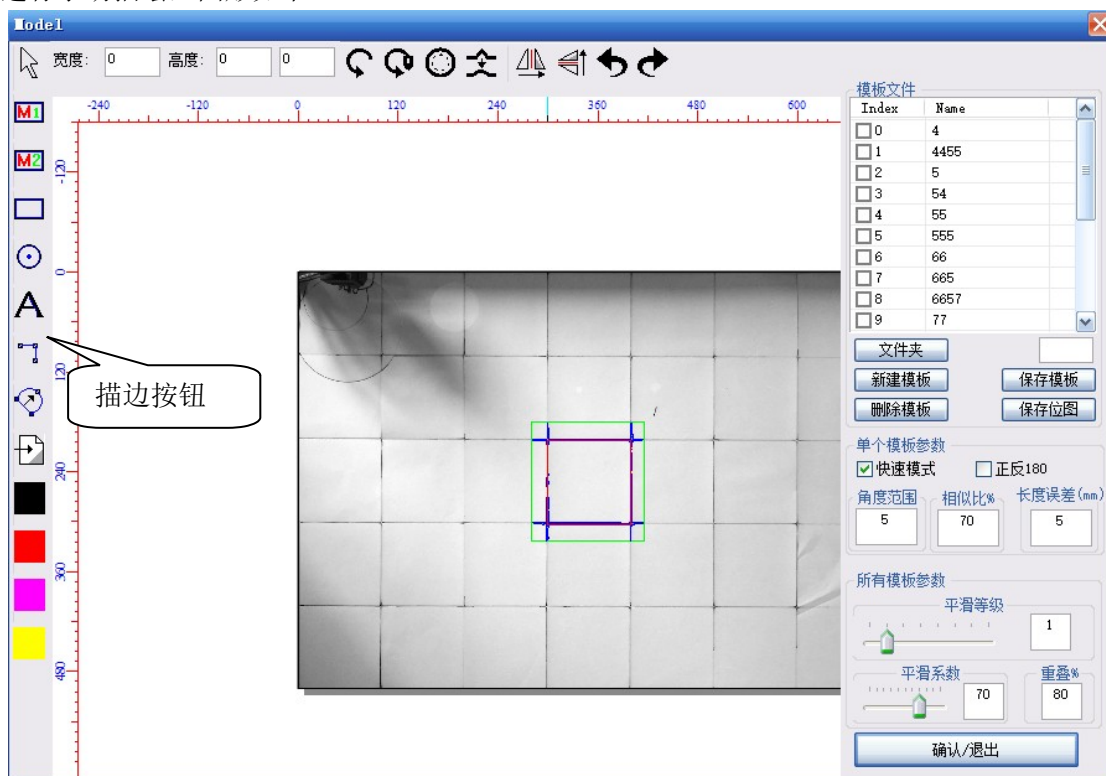 Model
宽度: 0 高度: 0 0
模板文件
-240 -120 0 120 240 360 480 600
Index Name
M1
0 4
1 4455
M2
-120
2 5
3 54
4 55
5 555
0
6 66
7 665
8 6657
A
9 77
文件夹
120
新建模板 保存模板
描边按钮
删除模板 保存位图
单个模板参数
快速模式 正反180
240
角度范围 相似比% 长度误差(mm)
5 70 5
360
所有模板参数
平滑等级
1
480
平滑系数 重叠%
70 80
确认/退出